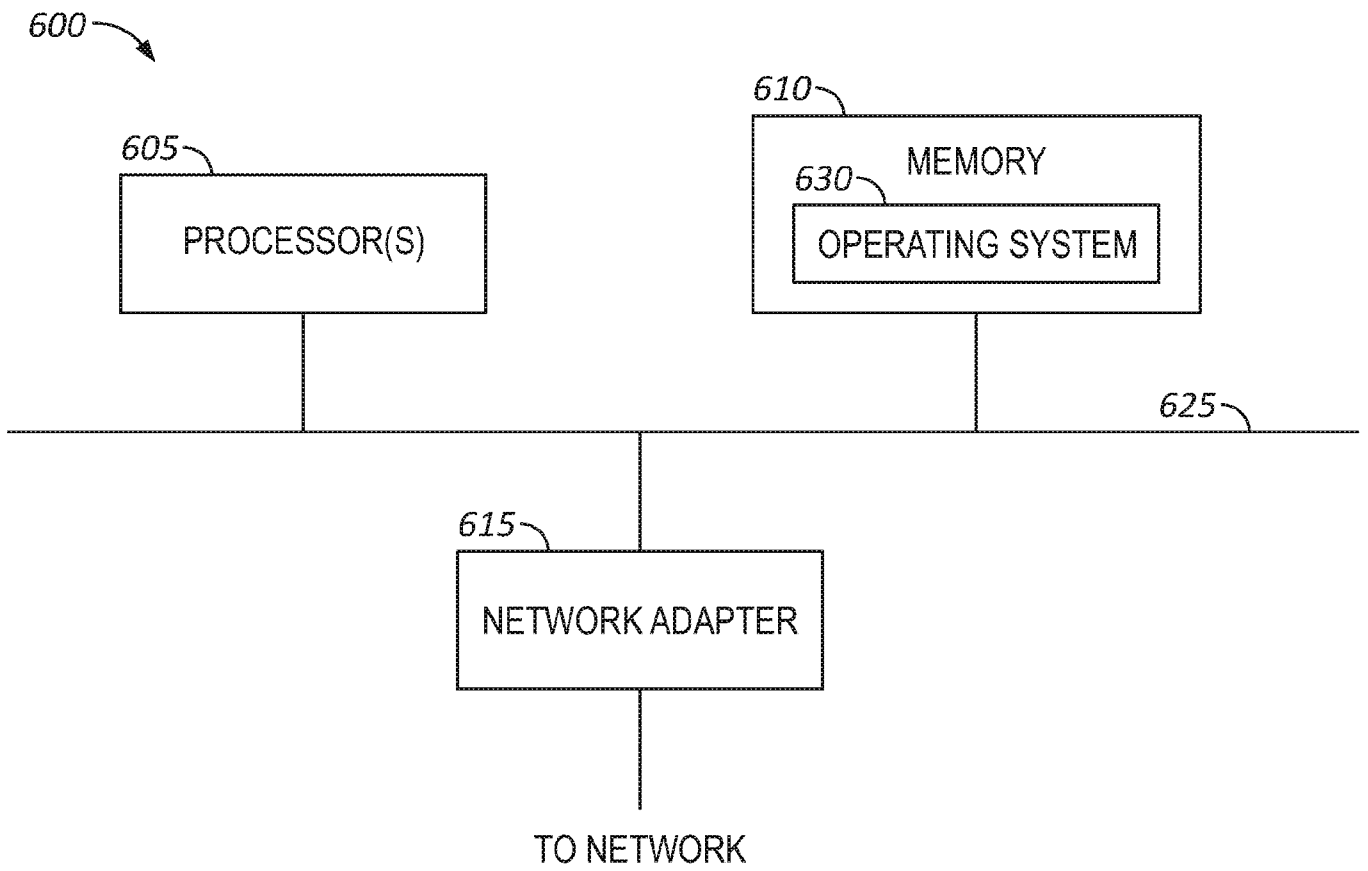 600
610
605
MEMORY
630
PROCESSOR(S)
OPERATING SYSTEM
625
615
NETWORK ADAPTER
TO NETWORK